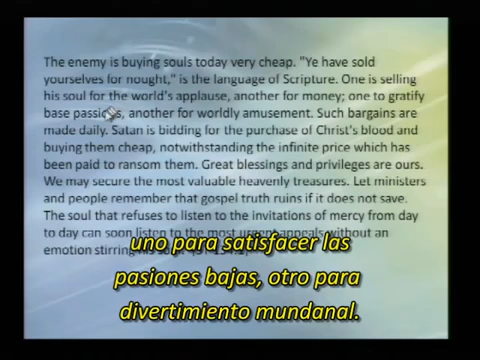 The enemy is buying souls today very cheap. "Ye have sold
yourselves for nought," is the language of Scripture. One is selling
his soul for the world's applause, another for money; one to gratify
base passions, another for worldly amusement. Such bargains are
made daily. Satan is bidding for the purchase of Christ's blood and
buying them cheap, notwithstanding the infinite price which has
been paid to ransom them. Great blessings and privileges are ours.
We may secure the most valuable heavenly treasures. Let ministers
and people remember that gospel truth ruins if it does not save.
The soul that refuses to listen to the invitations of mercy from day
to day can soon listen to the most urgent appeals without an
emotion stirring his
uno para satisfacer las
pasiones bajas, otro para
divertimiento mundanal.